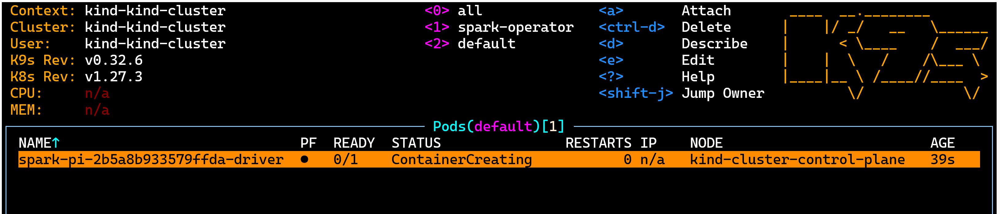 Context: kind-kind-cluster <0> all <a> Attach
Cluster: kind-kind-cluster <1> spark-operator <ctrl-d> Delete
User: kind-kind-cluster <2> default <d> Describe
K9s Rev: v0.32.6 <e> Edit
K8s Rev: v1.27.3 <?> Help
CPU: n/a <shift-j> Jump Owner
MEM: n/a
Pods(default)[1]
NAME↑ PF READY STATUS RESTARTS IP NODE AGE
spark-pi-2b5a8b933579ffda-driver ● 0/1 ContainerCreating 0 n/a kind-cluster-control-plane 39s